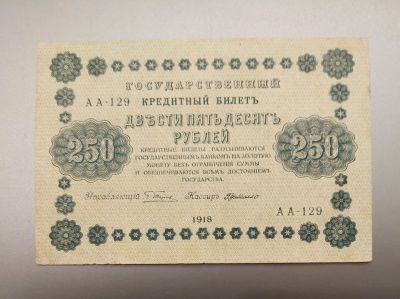 ГОСУДАРСТВЕННЫЙ
АА-129 КРЕДИТНЫЙ БИЛЕТЪ
ДВѢСТИ ПЯТЬДЕСЯТЪ
РУБЛЕЙ
250 250
КРЕДИТНЫЕ БИЛЕТЫ РАЗМѢНИВАЮТСЯ
ГОСУДАРСТВЕННЫМЪ БАНКОМЪ НА ЗОЛОТУЮ
МОНЕТУ БЕЗЪ ОГРАНИЧЕНІЯ СУММЫ
И ОБЕЗПЕЧИВАЮТСЯ ВСѢМЪ ДОСТОЯНІЕМЪ
ГОСУДАРСТВА.
Управляющій Кассиръ
1918
АА-129